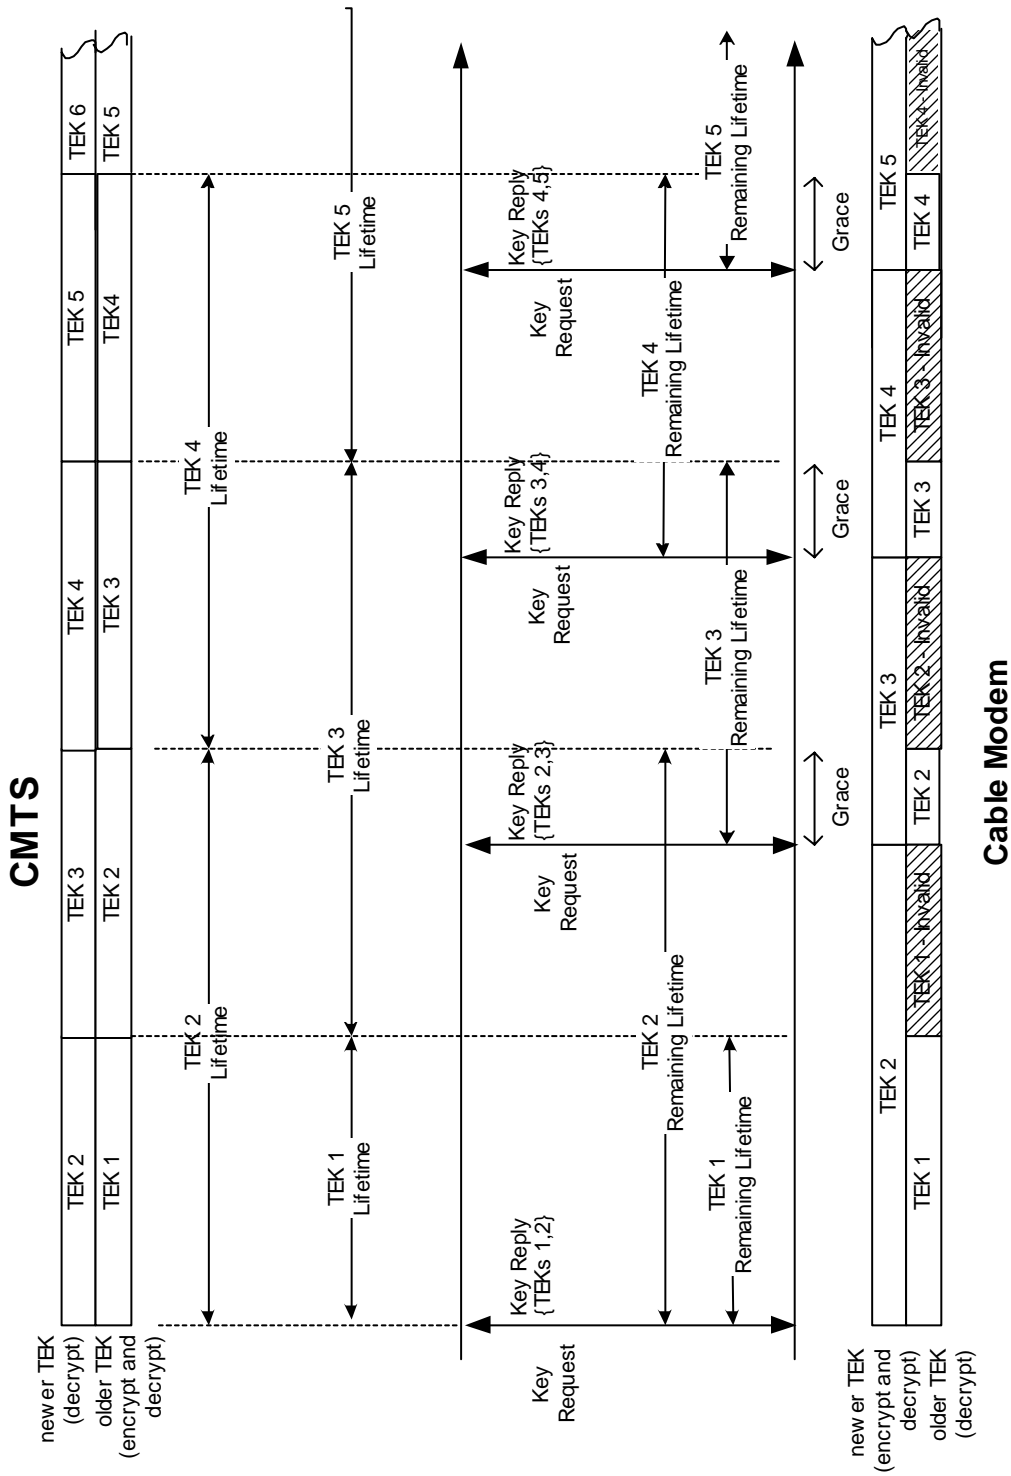 CMTS
newer TEK
(decrypt)
older TEK
(encrypt and
decrypt)
TEK 2
TEK 3
TEK 4
TEK 5
TEK 6
TEK 1
TEK 2
TEK 3
TEK4
TEK 5
TEK 2
Lifetime
TEK 4
Lifetime
TEK 1
Lifetime
TEK 3
Lifetime
TEK 5
Lifetime
Key
Request
Key Reply
{TEKs 1,2}
Key
Request
Key Reply
{TEKs 2,3}
Key
Request
Key Reply
{TEKs 3,4}
Key
Request
Key Reply
{TEKs 4,5}
TEK 2
Remaining Lifetime
TEK 4
Remaining Lifetime
TEK 1
Remaining Lifetime
TEK 3
Remaining Lifetime
TEK 5
Remaining Lifetime
Grace
Grace
Grace
newer TEK
(encrypt and
decrypt)
older TEK
(decrypt)
TEK 2
TEK 3
TEK 4
TEK 5
TEK 1
TEK 1 - Invalid
TEK 2
TEK 2 - Invalid
TEK 3
TEK 3 - Invalid
TEK 4
TEK 4 - Invalid
Cable Modem